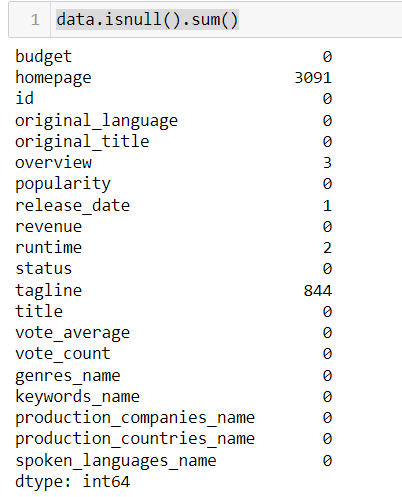 1 data.isnull().sum()
budget 0
homepage 3091
id 0
original_language 0
original_title 0
overview 3
popularity 0
release_date 1
revenue 0
runtime 2
status 0
tagline 844
title 0
vote_average 0
vote_count 0
genres_name 0
keywords_name 0
production_companies_name 0
production_countries_name 0
spoken_languages_name 0
dtype: int64